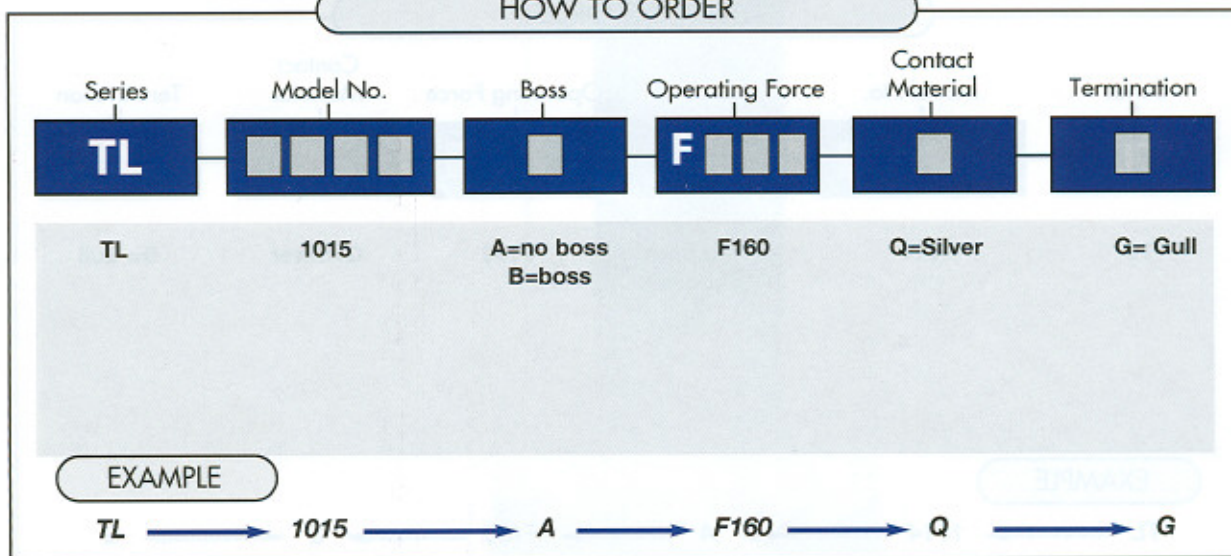 HOW TO ORDER
Series Model No. Boss Operating Force Contact Material Termination
TL F
TL 1015 A=no boss F160 Q=Silver G= Gull
B=boss
EXAMPLE
TL 1015 A F160 Q G